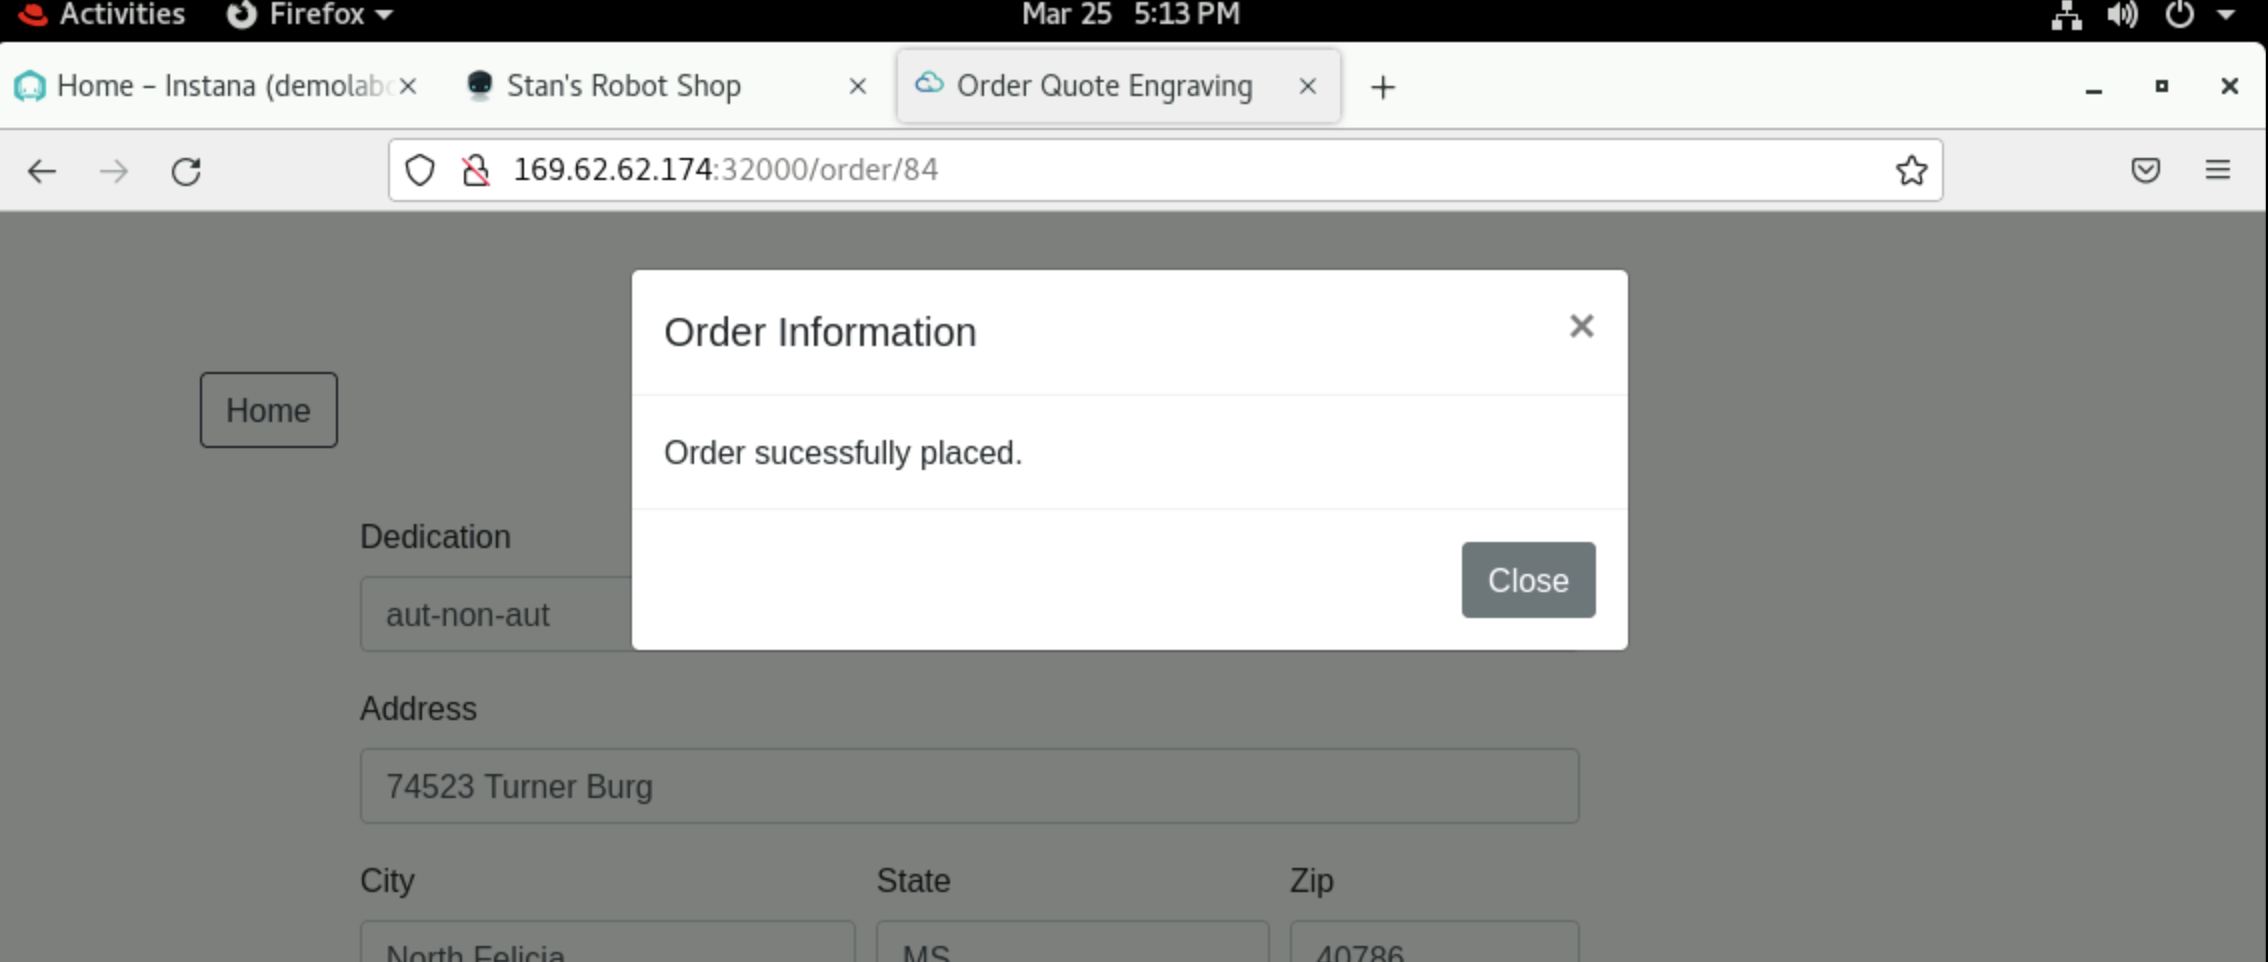 Activities Firefox Mar 25 5:13 PM
Home – Instana (demolab Stan's Robot Shop Order Quote Engraving
169.62.62.174:32000/order/84
Order Information
Home
Order sucessfully placed.
Dedication
Close
aut-non-aut
Address
74523 Turner Burg
City State Zip
North Felicia MS 40786